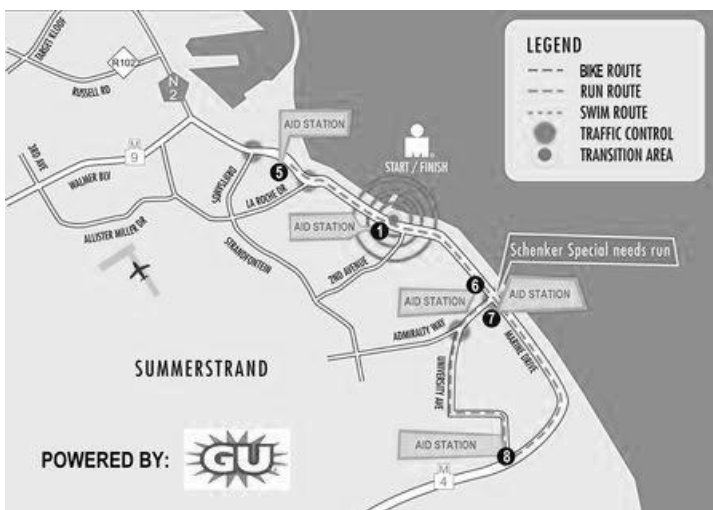 LEGEND
BIKE ROUTE
RUN ROUTE
SWIM ROUTE
TRAFFIC CONTROL
TRANSITION AREA
TARGET KLOOF
R102
RUSSELL RD
N
2
AID STATION
START / FINISH
3RD AVE
M
9
WALMER BLV
5
DRIFTSANDS
LA ROCHE DR
AID STATION
1
ALLISTER MILLER DR
STRANDFONTEIN
2ND AVENUE
Schenker Special needs run
6
AID STATION
AID STATION
7
ADMIRALTY WAY
MARINE DRIVE
SUMMERSTRAND
UNIVERSITY AVE
AID STATION
8
POWERED BY:
GU
M
4